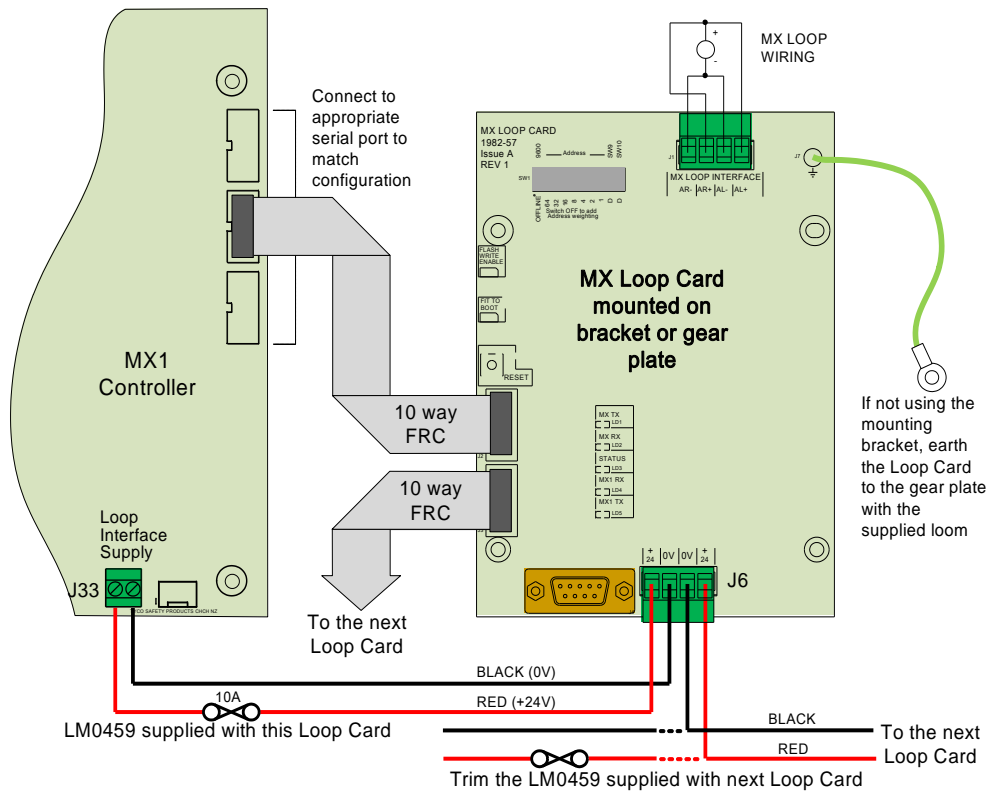 MX LOOP
WIRING
+
-
Connect to
appropriate
serial port to
match
configuration
MX LOOP CARD
1982-57
Issue A
REV 1
9600
Address
SW9
SW10
SW1
OFFLINE
64
32
16
8
4
2
1
D
D
Switch OFF to add
Address weighting
J1
MX LOOP INTERFACE
AR- AR+ AL- AL+
J7
FLASH
WRITE
ENABLE
FIT TO
BOOT
RESET
MX Loop Card
mounted on
bracket or gear
plate
MX1
Controller
10 way
FRC
J2
10 way
FRC
MX TX
LD1
MX RX
LD2
STATUS
LD3
MX1 RX
LD4
MX1 TX
LD5
If not using the
mounting
bracket, earth
the Loop Card
to the gear plate
with the
supplied loom
Loop
Interface
Supply
J33
CO SAFETY PRODUCTS CHCH NZ
To the next
Loop Card
+ 0V 0V +
24 24
J6
BLACK (0V)
10A
RED (+24V)
LM0459 supplied with this Loop Card
BLACK
RED
To the next
Loop Card
Trim the LM0459 supplied with next Loop Card